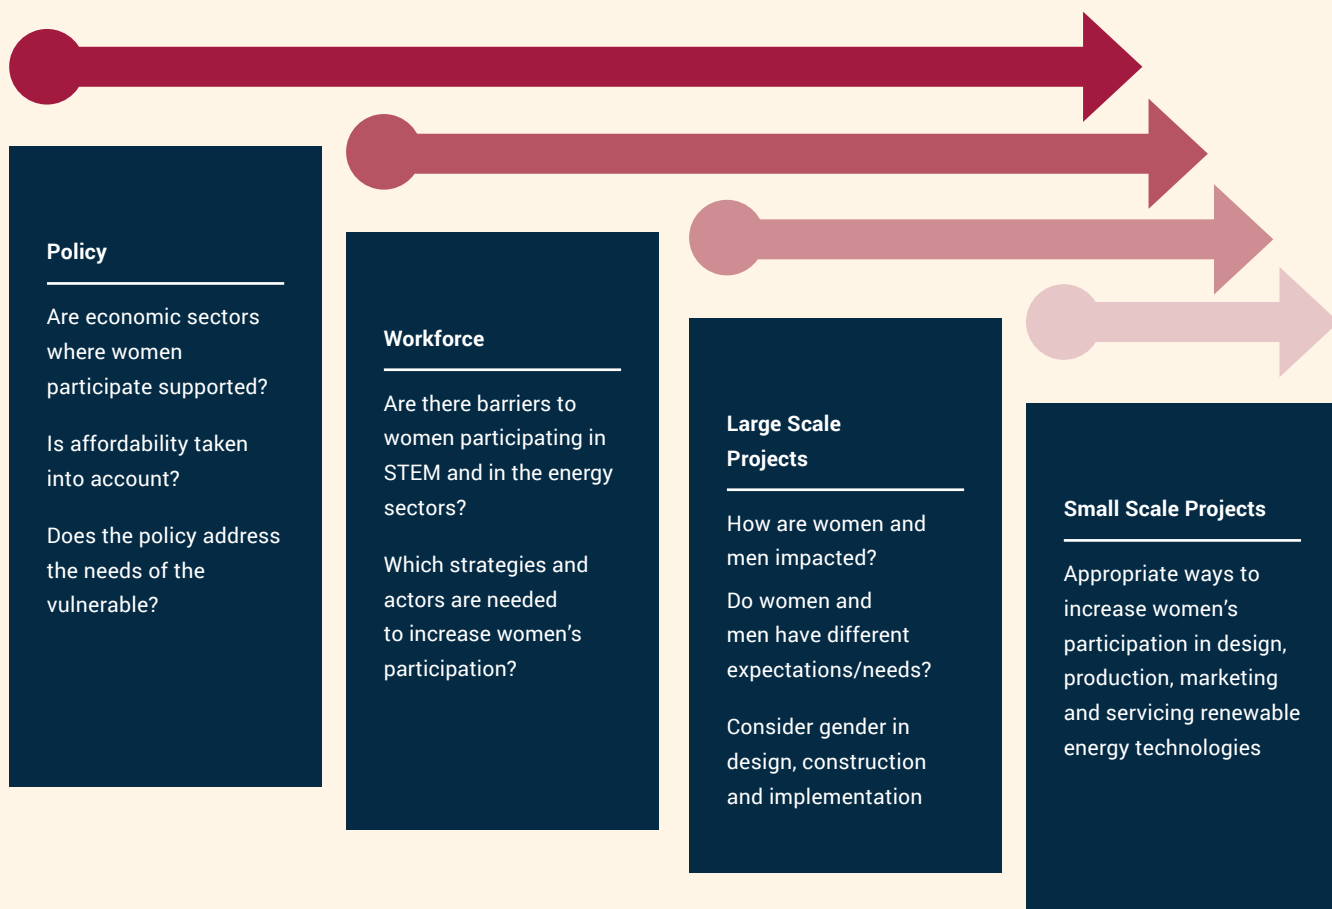 Policy
Are economic sectors
where women
participate supported?
Is affordability taken
into account?
Does the policy address
the needs of the
vulnerable?
Workforce
Are there barriers to
women participating in
STEM and in the energy
sectors?
Which strategies and
actors are needed
to increase women’s
participation?
Large Scale
Projects
How are women and
men impacted?
Do women and
men have different
expectations/needs?
Consider gender in
design, construction
and implementation
Small Scale Projects
Appropriate ways to
increase women’s
participation in design,
production, marketing
and servicing renewable
energy technologies